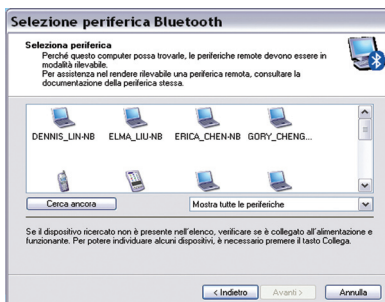 Selezione periferica Bluetooth
Seleziona periferica
Perché questo computer possa trovarle, le periferiche remote devono essere in
modalità rilevabile.
Per assistenza nel rendere rilevabile una periferica remota, consultare la
documentazione della periferica stessa.
DENNIS_LIN-NB ELMA_LIU-NB ERICA_CHEN-NB GORY_CHENG...
Cerca ancora Mostra tutte le periferiche
Se il dispositivo ricercato non è presente nell'elenco, verificare se è collegato all'alimentazione e
funzionante. Per potere individuare alcuni dispositivi, è necessario premere il tasto Collega.
< Indietro Avanti > Annulla